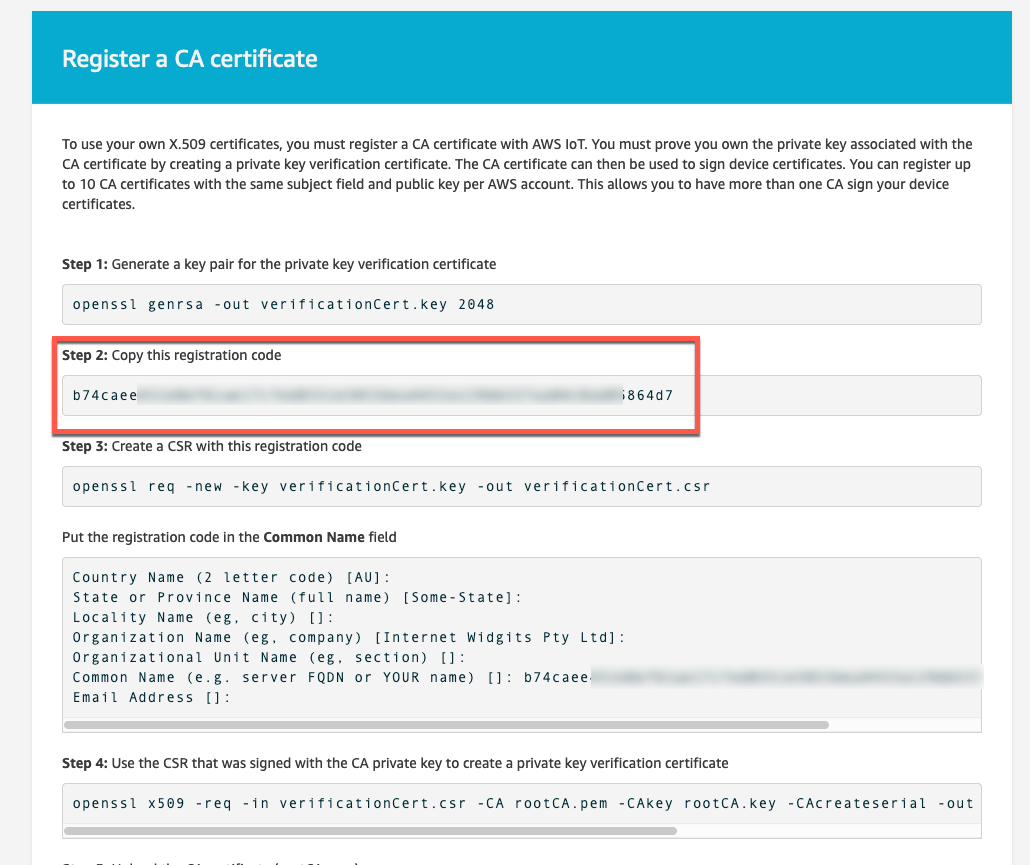 Register a CA certificate
To use your own X.509 certificates, you must register a CA certificate with AWS IoT. You must prove you own the private key associated with the
CA certificate by creating a private key verification certificate. The CA certificate can then be used to sign device certificates. You can register up
to 10 CA certificates with the same subject field and public key per AWS account. This allows you to have more than one CA sign your device
certificates.
Step 1: Generate a key pair for the private key verification certificate
openssl genrsa -out verificationCert.key 2048
Step 2: Copy this registration code
b74caee 5864d7
Step 3: Create a CSR with this registration code
openssl req -new -key verificationCert.key -out verificationCert.csr
Put the registration code in the Common Name field
Country Name (2 letter code) [AU]:
State or Province Name (full name) [Some-State]:
Locality Name (eg, city) []:
Organization Name (eg, company) [Internet Widgits Pty Ltd]:
Organizational Unit Name (eg, section) []:
Common Name (e.g. server FQDN or YOUR name) []: b74caee
Email Address []:
Step 4: Use the CSR that was signed with the CA private key to create a private key verification certificate
openssl x509 -req -in verificationCert.csr -CA rootCA.pem -CAkey rootCA.key -CAcreateserial -out